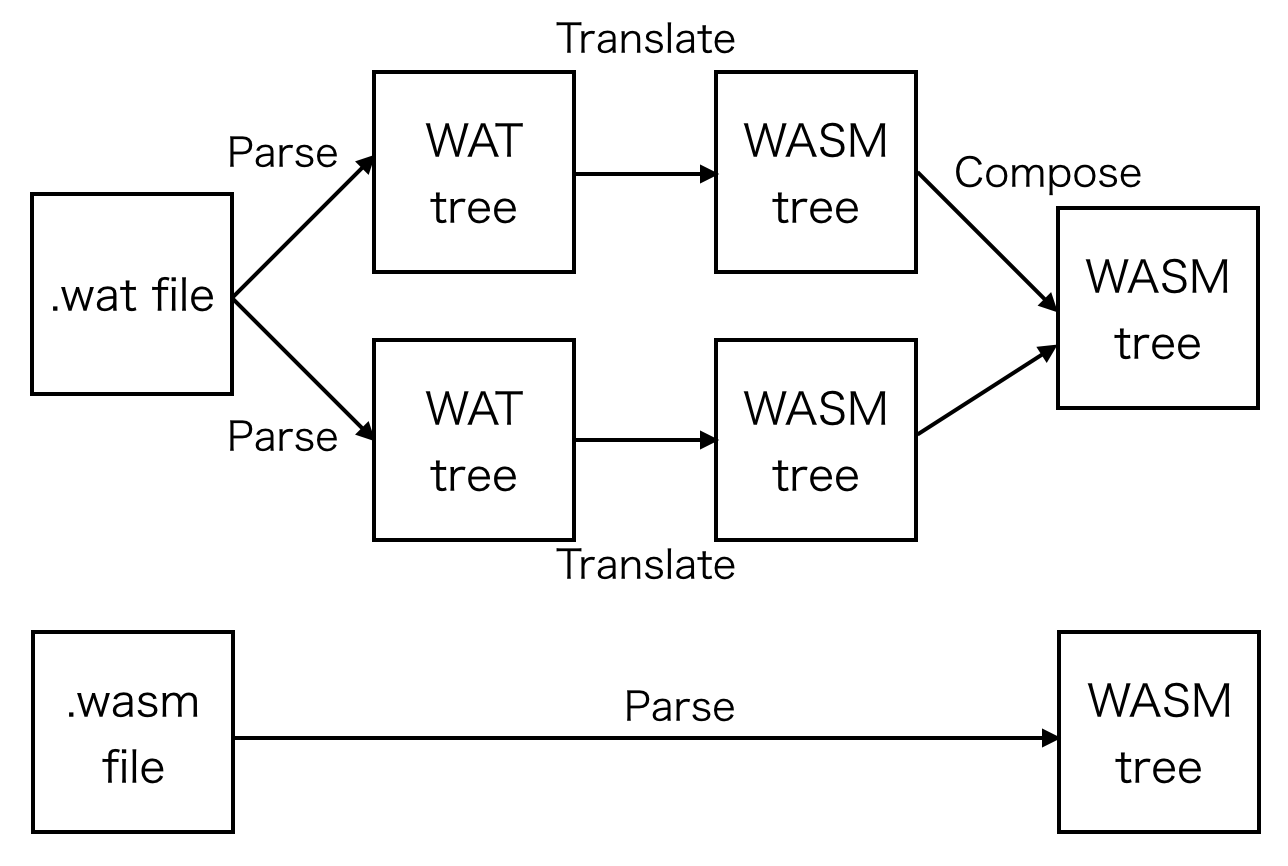 Translate
Parse
WAT
tree
WASM
tree
Compose
.wat file
WASM
tree
Parse
WAT
tree
WASM
tree
Translate
.wasm
file
Parse
WASM
tree